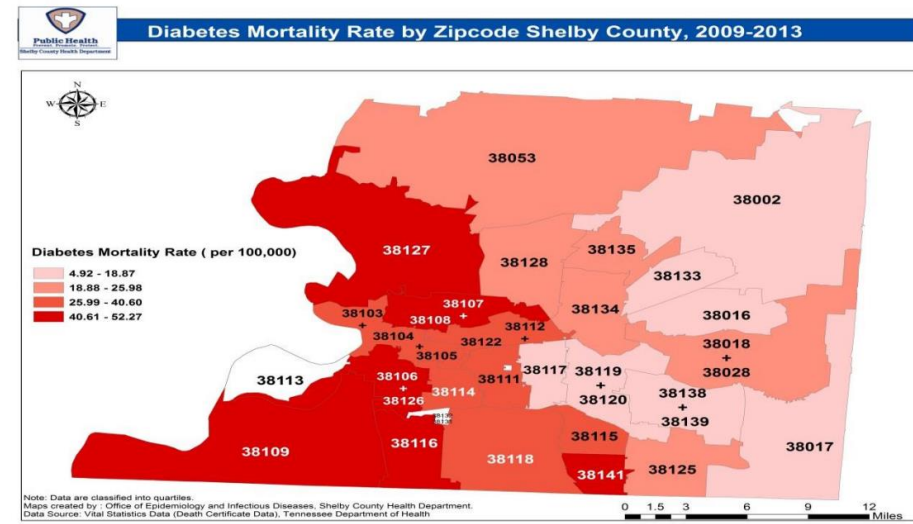 Public Health
Prevent. Promote. Protect.
Shelby County Health Department
Diabetes Mortality Rate by Zipcode Shelby County, 2009-2013
N
W
E
S
38053
38002
38127
Diabetes Mortality Rate ( per 100,000)
4.92 - 18.87
18.88 - 25.98
25.99 - 40.60
40.61 - 52.27
38135
38128
38133
38107
38103
38108
38134
38016
38112
38104
38122
38018
38105
38028
38117
38119
38106
38111
38113
38114
38138
38126
38120
38139
38115
38116
38017
38109
38118
38141
38125
Note: Data are classified into quartiles.
Maps created by : Office of Epidemiology and Infectious Diseases, Shelby County Health Department.
Data Source: Vital Statistics Data (Death Certificate Data), Tennessee Department of Health
0 1.5 3 6 9 12
Miles